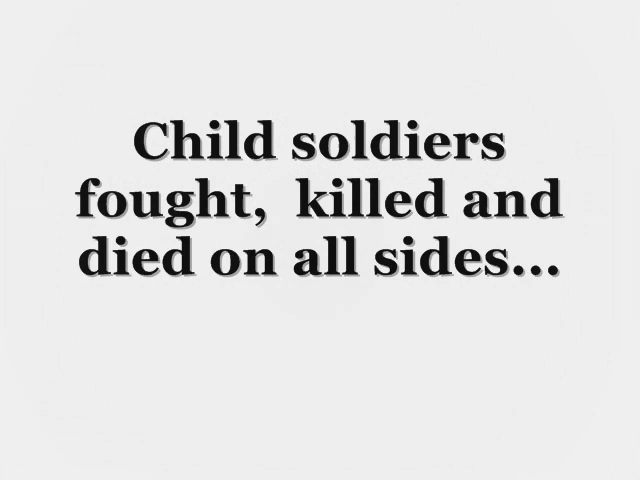 Child soldiers
fought,  killed and
died on all sides...